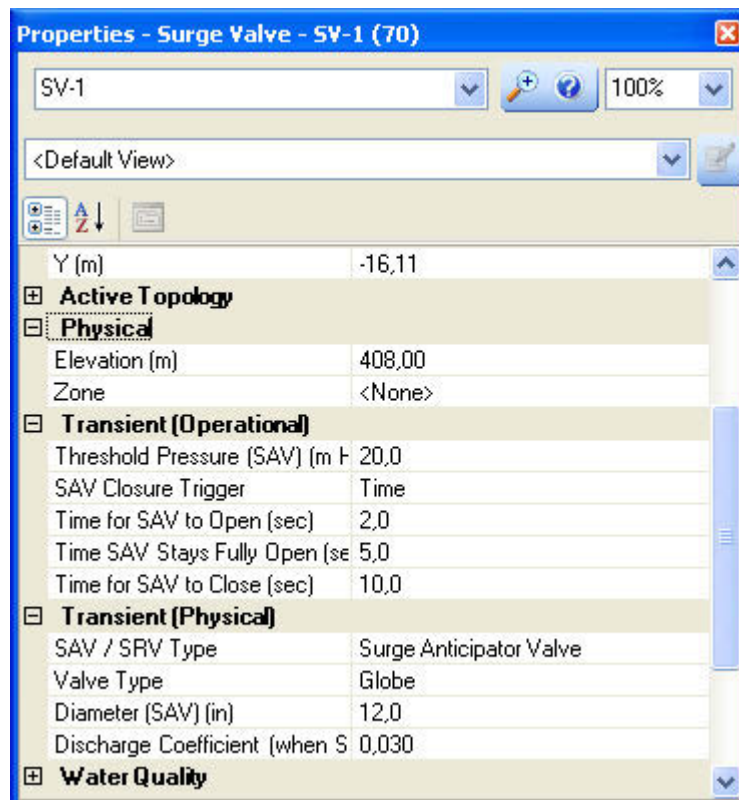 Properties - Surge Valve - SV-1 (70)
SV-1 100%
<Default View>
Y (m) -16,11
Active Topology
Physical
Elevation (m) 408,00
Zone <None>
Transient (Operational)
Threshold Pressure (SAV) (m H 20,0
SAV Closure Trigger Time
Time for SAV to Open (sec) 2,0
Time SAV Stays Fully Open (se 5,0
Time for SAV to Close (sec) 10,0
Transient (Physical)
SAV / SRV Type Surge Anticipator Valve
Valve Type Globe
Diameter (SAV) (in) 12,0
Discharge Coefficient (when S 0,030
Water Quality